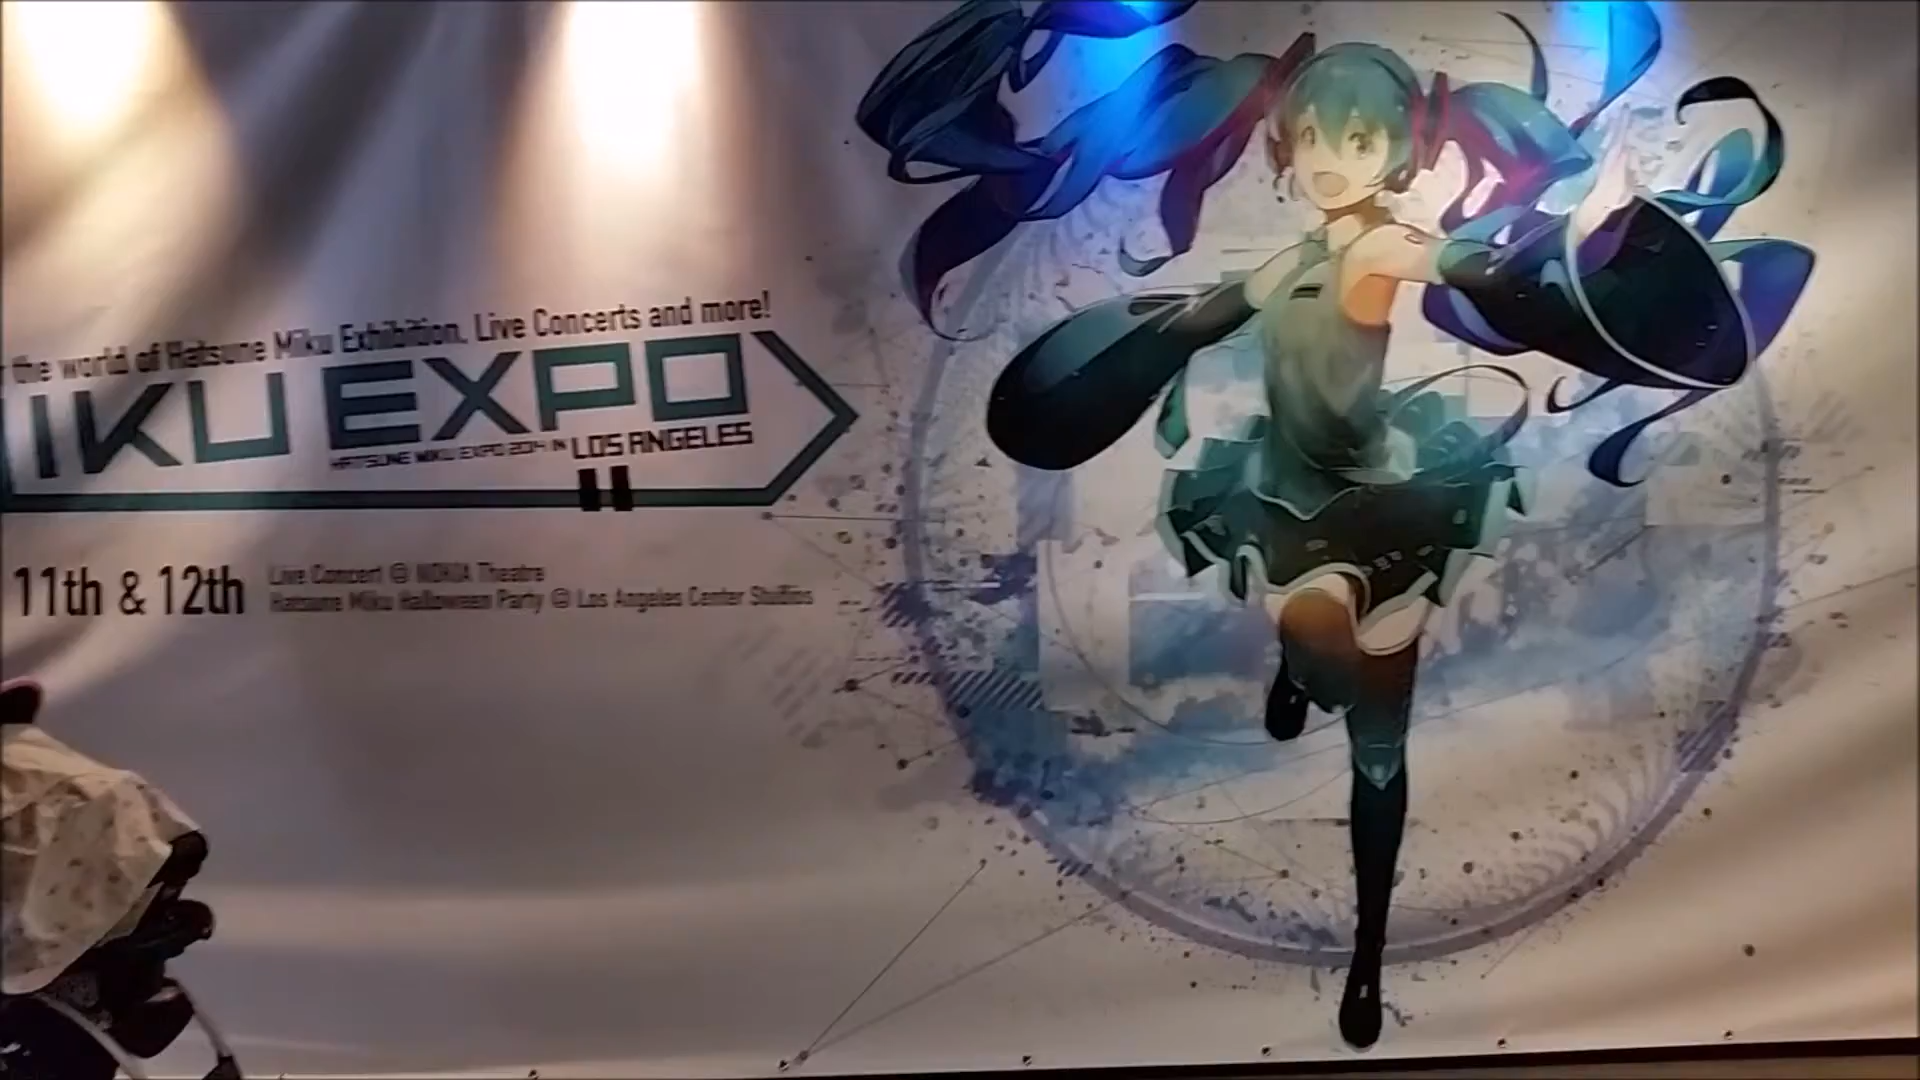 the world of Hatsune Miku Exhibition, Live Concerts and more!
IKU EXPO
HATSUNE MIKU EXPO 2014 IN LOS ANGELES
11th & 12th
Live Concert @ NOKIA Theatre
Hatsune Miku Halloween Party @ Los Angeles Center Studios